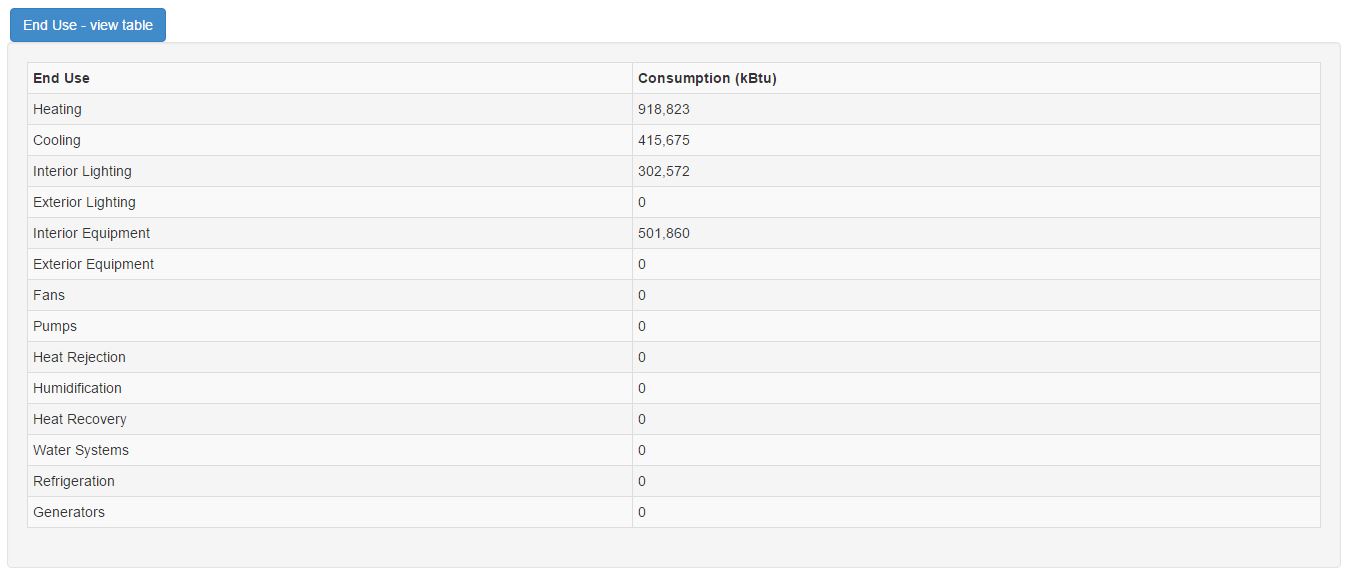 End Use - view table
End Use Consumption (kBtu)
Heating 918,823
Cooling 415,675
Interior Lighting 302,572
Exterior Lighting 0
Interior Equipment 501,860
Exterior Equipment 0
Fans 0
Pumps 0
Heat Rejection 0
Humidification 0
Heat Recovery 0
Water Systems 0
Refrigeration 0
Generators 0